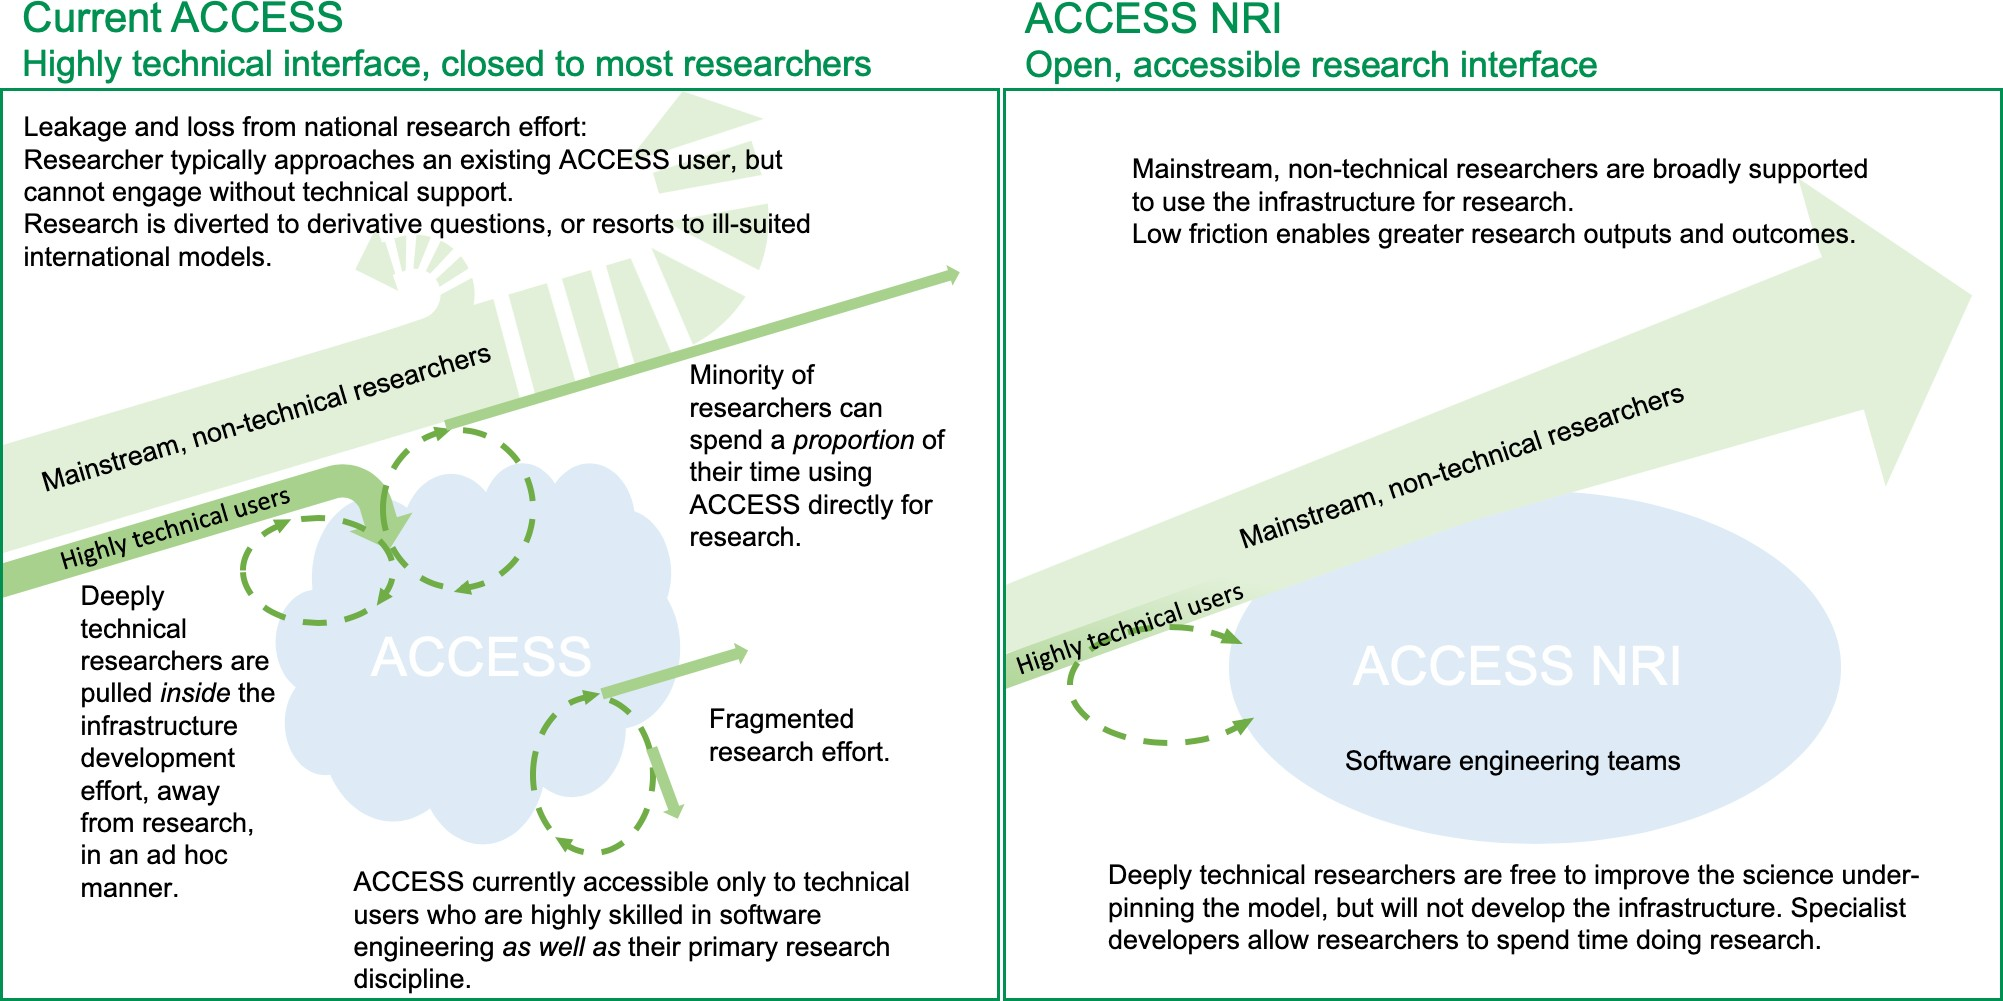 Current ACCESS
Highly technical interface, closed to most researchers
Leakage and loss from national research effort:
Researcher typically approaches an existing ACCESS user, but
cannot engage without technical support.
Research is diverted to derivative questions, or resorts to ill-suited
international models.
Mainstream, non-technical researchers
Highly technical users
Minority of
researchers can
spend a proportion of
their time using
ACCESS directly for
research.
Deeply
technical
researchers are
pulled inside the
infrastructure
development
effort, away
from research,
in an ad hoc
manner.
ACCESS
Fragmented
research effort.
ACCESS currently accessible only to technical
users who are highly skilled in software
engineering as well as their primary research
discipline.
ACCESS NRI
Open, accessible research interface
Mainstream, non-technical researchers are broadly supported
to use the infrastructure for research.
Low friction enables greater research outputs and outcomes.
Mainstream, non-technical researchers
Highly technical users
ACCESS NRI
Software engineering teams
Deeply technical researchers are free to improve the science under-
pinning the model, but will not develop the infrastructure. Specialist
developers allow researchers to spend time doing research.